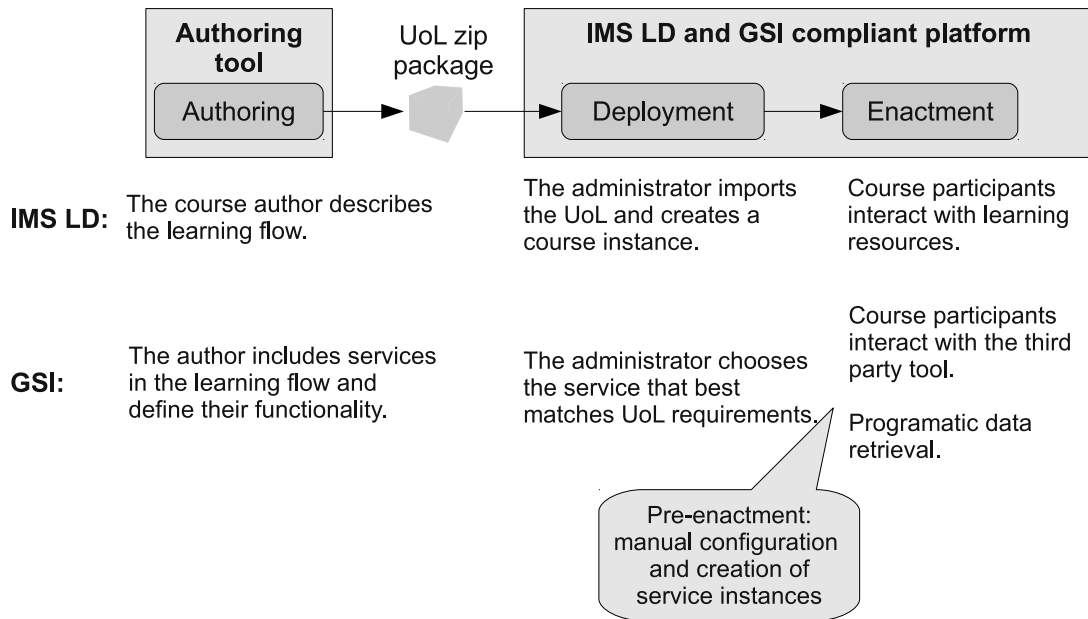 Authoring
tool
Authoring
UoL zip
package
IMS LD and GSI compliant platform
Deployment
Enactment
IMS LD:
The course author describes
the learning flow.
The administrator imports
the UoL and creates a
course instance.
Course participants
interact with learning
resources.
GSI:
The author includes services
in the learning flow and
define their functionality.
The administrator chooses
the service that best
matches UoL requirements.
Course participants
interact with the third
party tool.
Programatic data
retrieval.
Pre-enactment:
manual configuration
and creation of
service instances